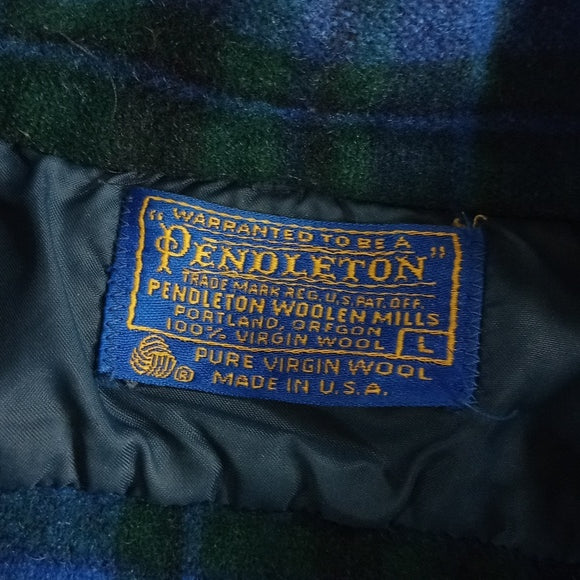 "WARRANTED TO BE A
PENDLETON"
TRADE MARK REG. U.S. PAT. OFF.
PENDLETON WOOLEN MILLS
PORTLAND, OREGON
100% VIRGIN WOOL L
® PURE VIRGIN WOOL
MADE IN U.S.A.